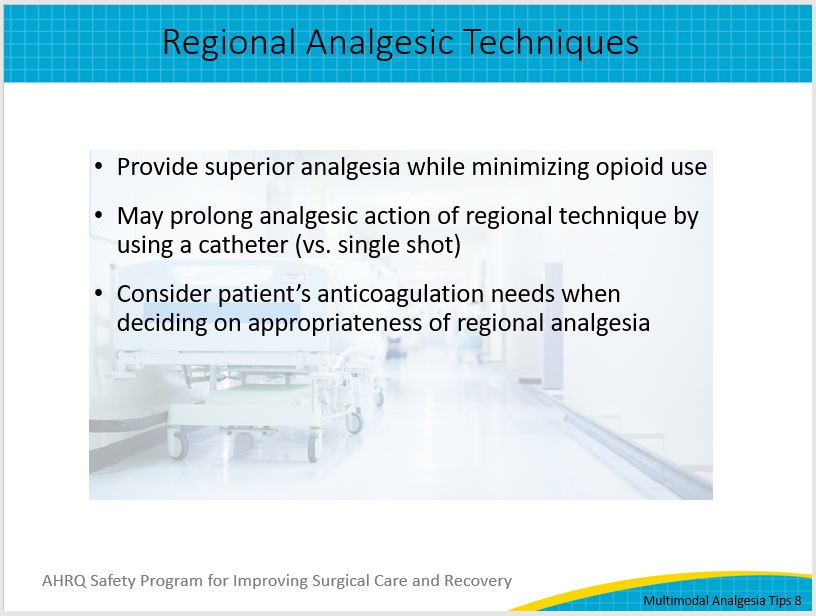 Regional Analgesic Techniques
• Provide superior analgesia while minimizing opioid use
• May prolong analgesic action of regional technique by
using a catheter (vs. single shot)
• Consider patient’s anticoagulation needs when
deciding on appropriateness of regional analgesia
AHRQ Safety Program for Improving Surgical Care and Recovery
Multimodal Analgesia Tips 8